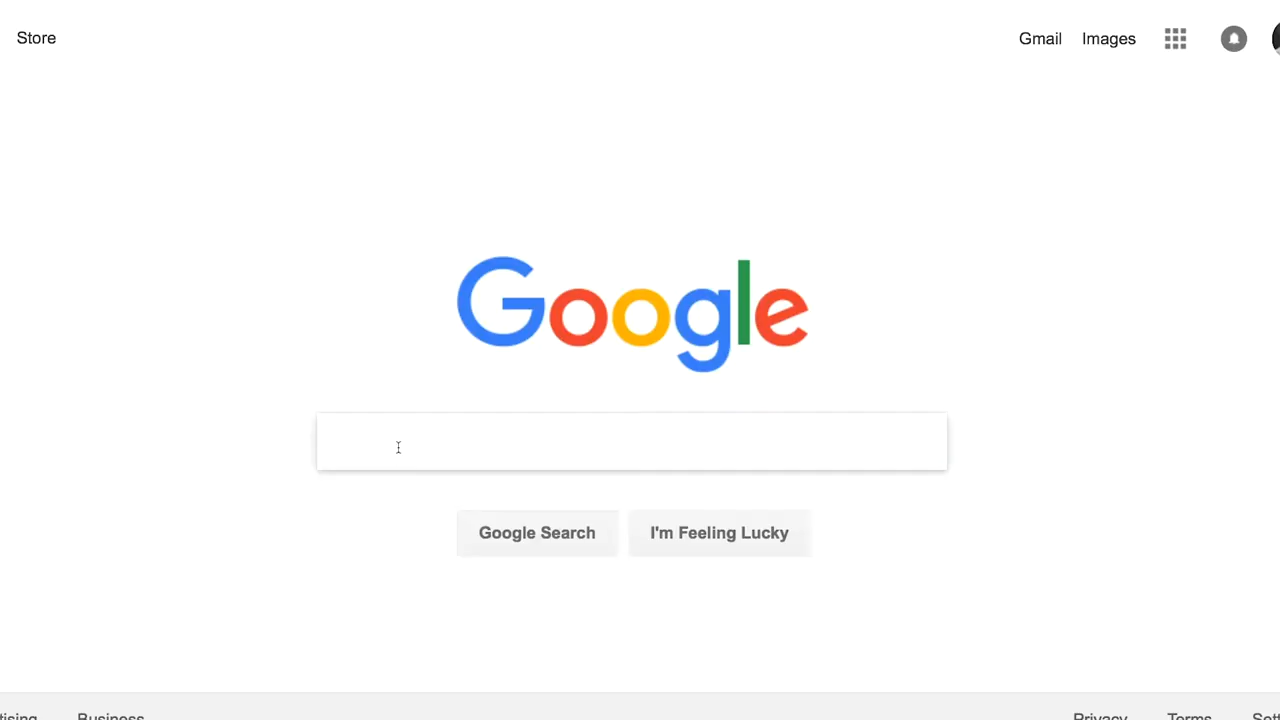 Store
Gmail Images
Google
Google Search I'm Feeling Lucky
Business Privacy Terms